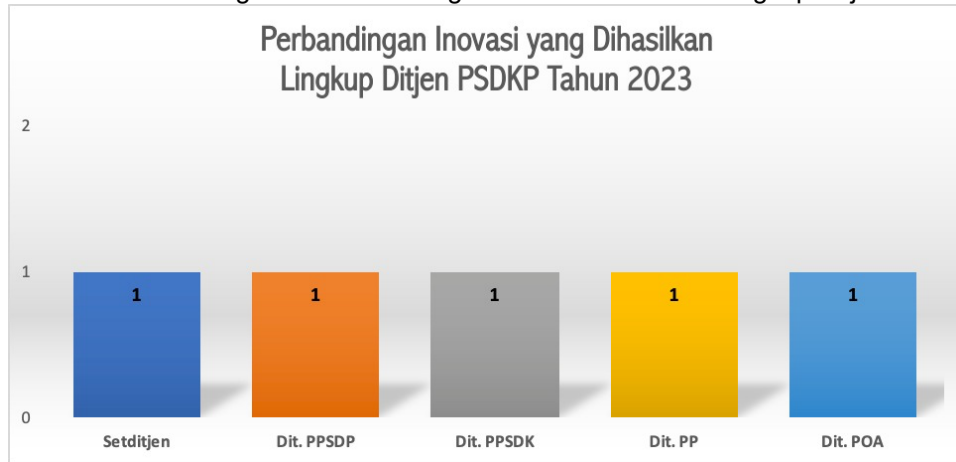 Perbandingan Inovasi yang Dihasilkan
Lingkup Ditjen PSDKP Tahun 2023
2
1
0
1 1 1 1 1
Setditjen Dit. PPSDP Dit. PPSDK Dit. PP Dit. POA